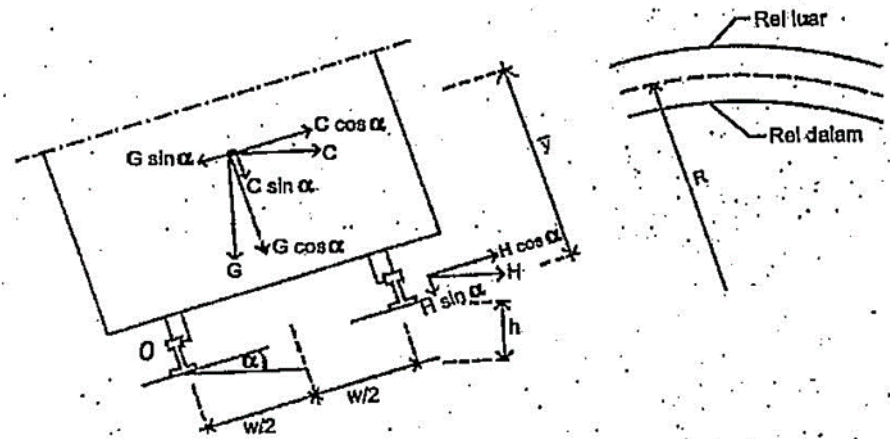 Rel luar
C cos α
G sin α
C
ȳ
C sin α
Rel dalam
R
G cos α
G
H cos α
H
H sin α
h
O
α
w/2
w/2